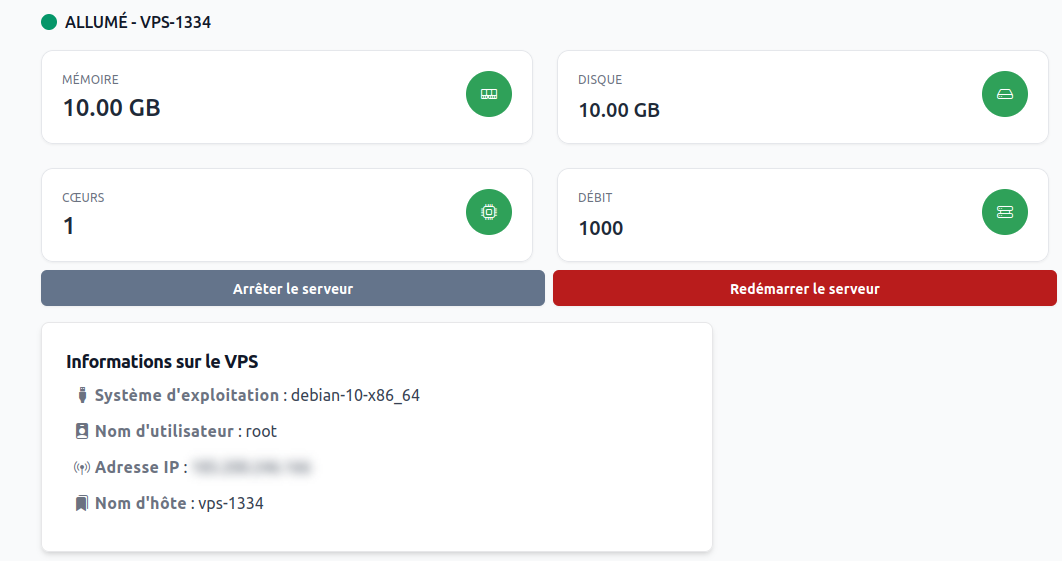 ALLUMÉ - VPS-1334
MÉMOIRE
10.00 GB
DISQUE
10.00 GB
CŒURS
1
DÉBIT
1000
Arrêter le serveur
Redémarrer le serveur
Informations sur le VPS
Système d'exploitation : debian-10-x86_64
Nom d'utilisateur : root
Adresse IP :
Nom d'hôte : vps-1334